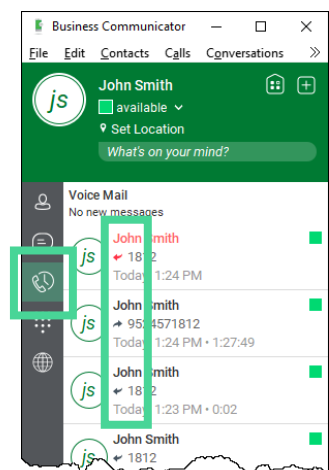 Business Communicator
File Edit Contacts Calls Conversations »
js
John Smith
available
Set Location
What's on your mind?
Voice Mail
No new messages
js
John Smith
1812
Today 1:24 PM
js
John Smith
9524571812
Today 1:24 PM • 1:27:49
js
John Smith
1812
Today 1:23 PM • 0:02
js
John Smith
1812